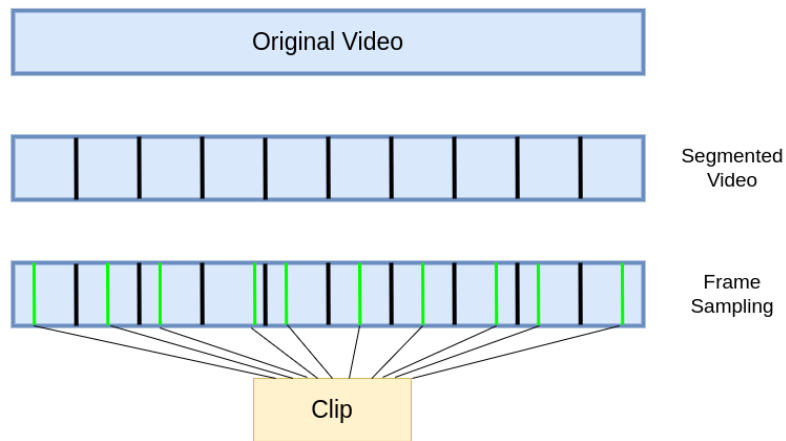 Original Video
Segmented
Video
Frame
Sampling
Clip